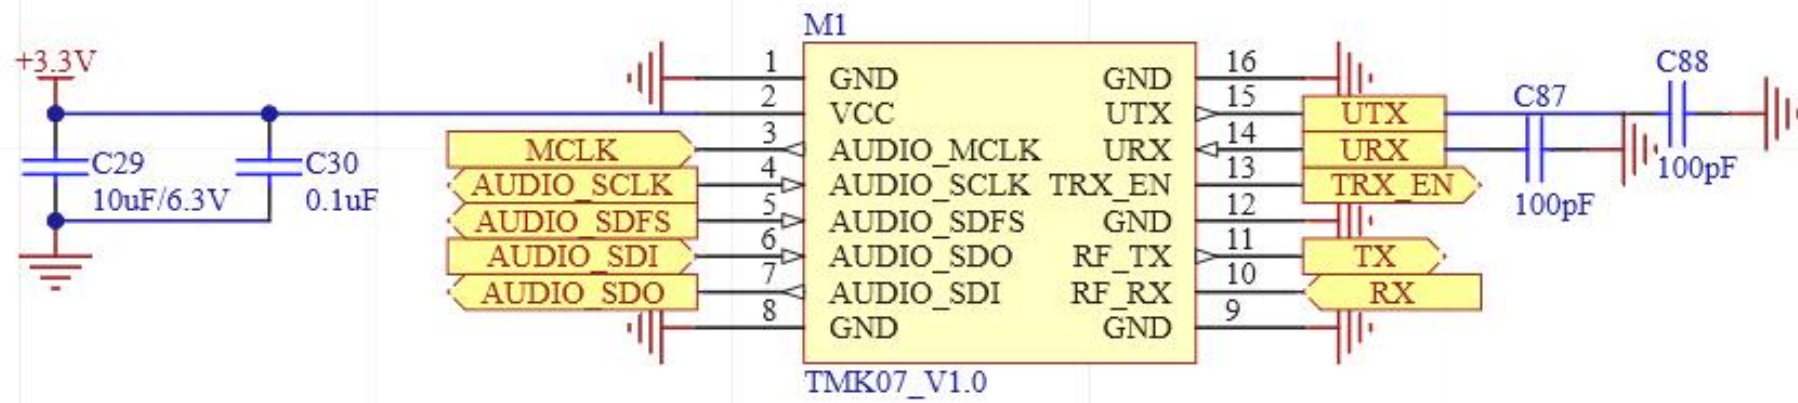 M1
+3.3V
C29
10uF/6.3V
C30
0.1uF
MCLK
AUDIO_SCLK
AUDIO_SDFS
AUDIO_SDI
AUDIO_SDO
1
2
3
4
5
6
7
8
GND
VCC
AUDIO_MCLK
AUDIO_SCLK
AUDIO_SDFS
AUDIO_SDO
AUDIO_SDI
GND
GND
UTX
URX
TRX_EN
GND
RF_TX
RF_RX
GND
16
15
14
13
12
11
10
9
UTX
URX
TRX_EN
TX
RX
C87
100pF
C88
100pF
TMK07_V1.0